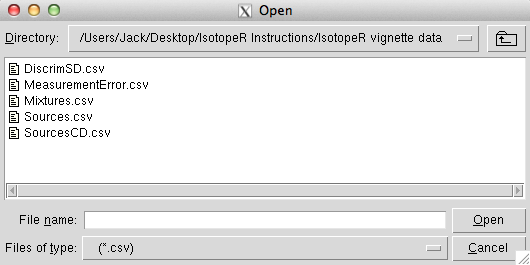 Open
Directory: /Users/Jack/Desktop/IsotopeR Instructions/IsotopeR vignette data
DiscrimSD.csv
MeasurementError.csv
Mixtures.csv
Sources.csv
SourcesCD.csv
File name: Open
Files of type: (*.csv) Cancel